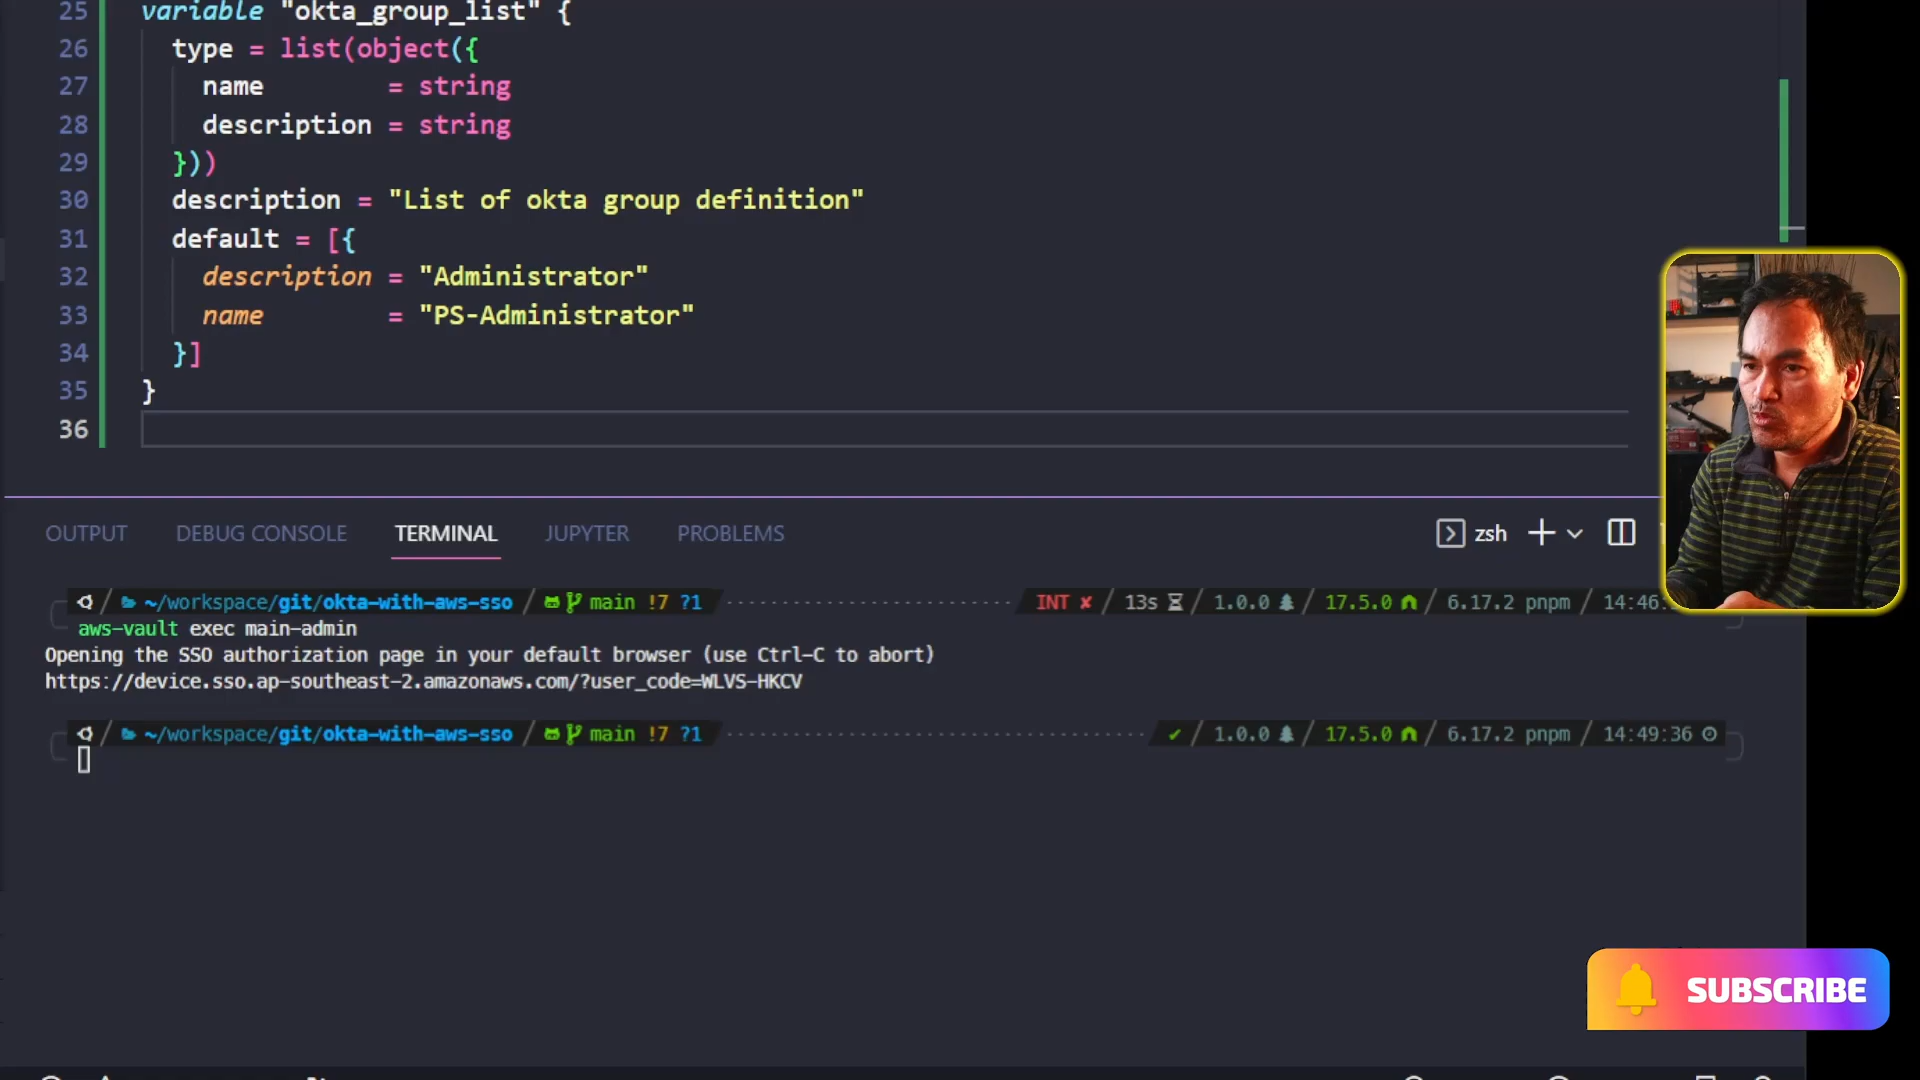 25 variable "okta_group_list" {
26 type = list(object({
27 name = string
28 description = string
29 }))
30 description = "List of okta group definition"
31 default = [{
32 description = "Administrator"
33 name = "PS-Administrator"
34 }]
35 }
36
OUTPUT DEBUG CONSOLE TERMINAL JUPYTER PROBLEMS zsh
~/workspace/git/okta-with-aws-sso main !7 ?1 INT ✘ 13s 1.0.0 17.5.0 6.17.2 pnpm 14:46:
aws-vault exec main-admin
Opening the SSO authorization page in your default browser (use Ctrl-C to abort)
https://device.sso.ap-southeast-2.amazonaws.com/?user_code=WLVS-HKCV
~/workspace/git/okta-with-aws-sso main !7 ?1 ✔ 1.0.0 17.5.0 6.17.2 pnpm 14:49:36
SUBSCRIBE